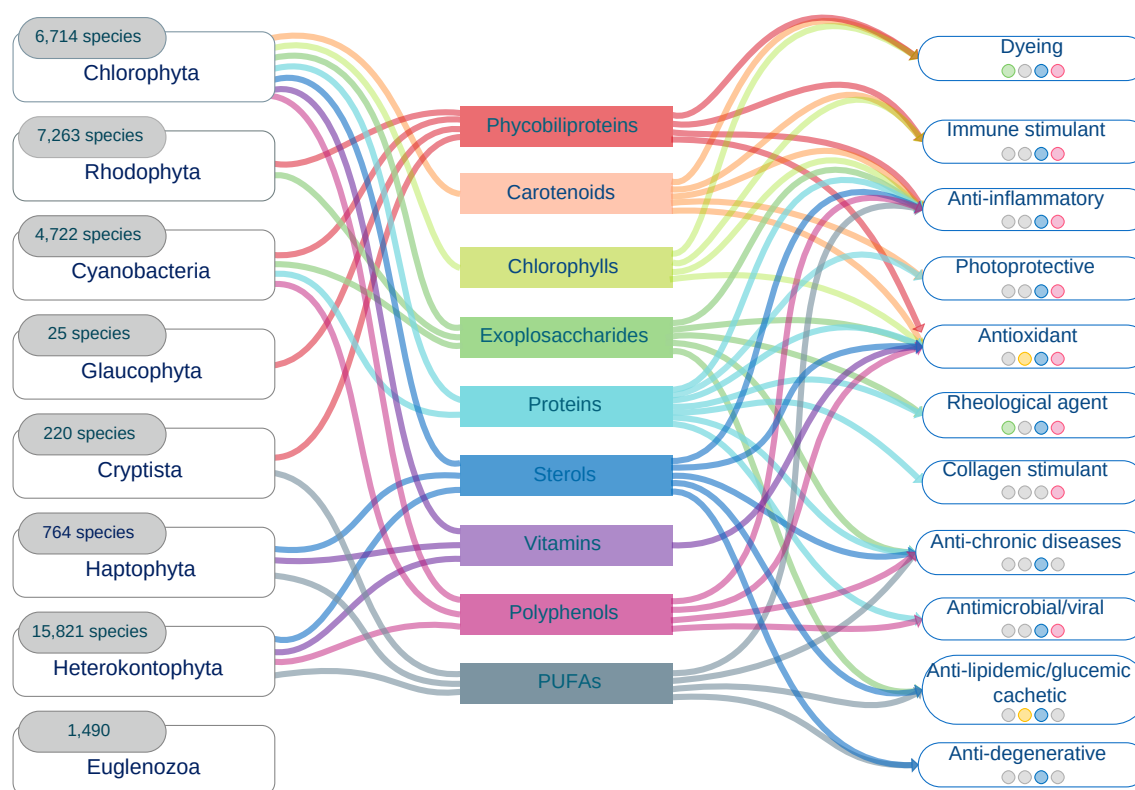 6,714 species
Chlorophyta
7,263 species
Rhodophyta
4,722 species
Cyanobacteria
25 species
Glaucophyta
220 species
Cryptista
764 species
Haptophyta
15,821 species
Heterokontophyta
1,490
Euglenozoa
Phycobiliproteins
Carotenoids
Chlorophylls
Exoplosaccharides
Proteins
Sterols
Vitamins
Polyphenols
PUFAs
Dyeing
Immune stimulant
Anti-inflammatory
Photoprotective
Antioxidant
Rheological agent
Collagen stimulant
Anti-chronic diseases
Antimicrobial/viral
Anti-lipidemic/glucemic
cachetic
Anti-degenerative